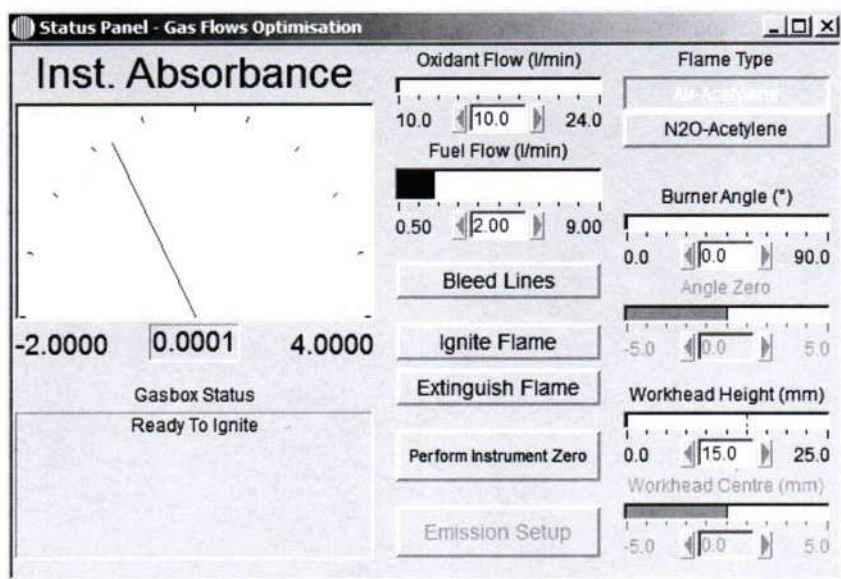 Status Panel - Gas Flows Optimisation
Inst. Absorbance
-2.0000 0.0001 4.0000
Gasbox Status
Ready To Ignite
Oxidant Flow (l/min)
10.0 10.0 24.0
Fuel Flow (l/min)
0.50 2.00 9.00
Bleed Lines
Ignite Flame
Extinguish Flame
Perform Instrument Zero
Emission Setup
Flame Type
Air-Acetylene
N2O-Acetylene
Burner Angle (°)
0.0 0.0 90.0
Angle Zero
-5.0 0.0 5.0
Workhead Height (mm)
0.0 15.0 25.0
Workhead Centre (mm)
-5.0 0.0 5.0